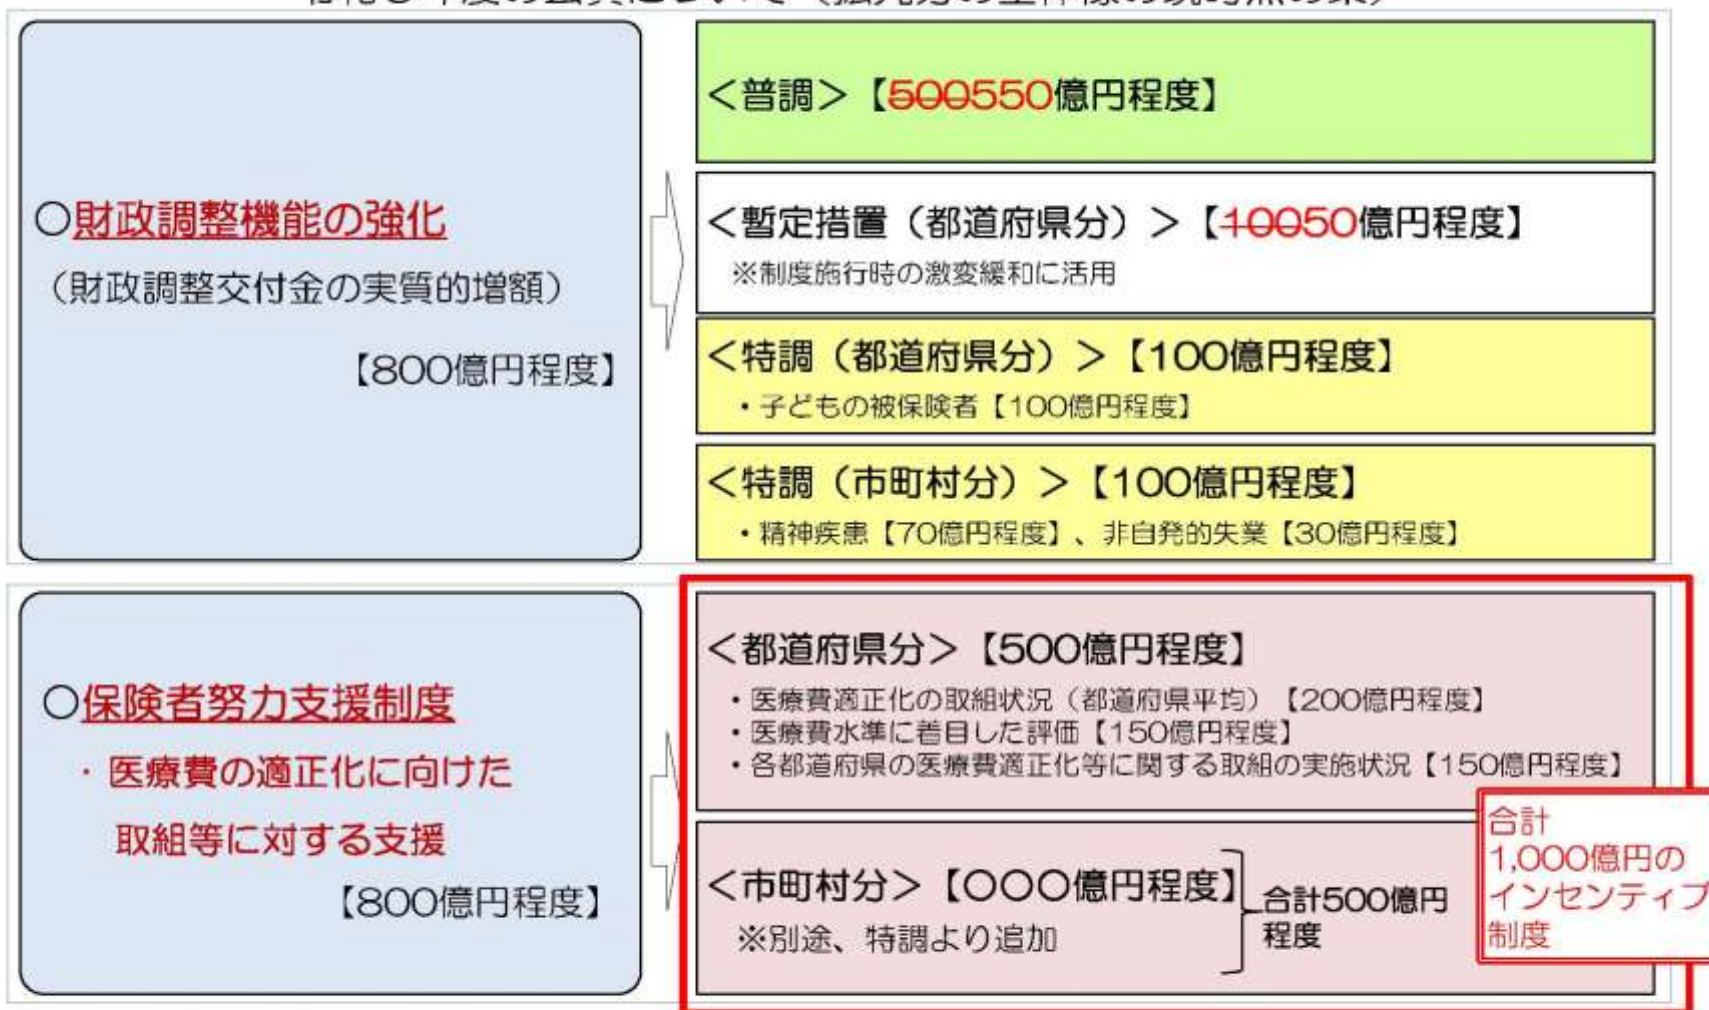 ○財政調整機能の強化
（財政調整交付金の実質的増額）
【800億円程度】
＜普調＞【500550億円程度】
＜暫定措置（都道府県分）＞【10050億円程度】
※制度施行時の激変緩和に活用
＜特調（都道府県分）＞【100億円程度】
・子どもの被保険者【100億円程度】
＜特調（市町村分）＞【100億円程度】
・精神疾患【70億円程度】、非自発的失業【30億円程度】
○保険者努力支援制度
・医療費の適正化に向けた
取組等に対する支援
【800億円程度】
＜都道府県分＞【500億円程度】
・医療費適正化の取組状況（都道府県平均）【200億円程度】
・医療費水準に着目した評価【150億円程度】
・各都道府県の医療費適正化等に関する取組の実施状況【150億円程度】
＜市町村分＞【〇〇〇億円程度】
※別途、特調より追加
合計500億円
程度
合計
1,000億円の
インセンティブ
制度